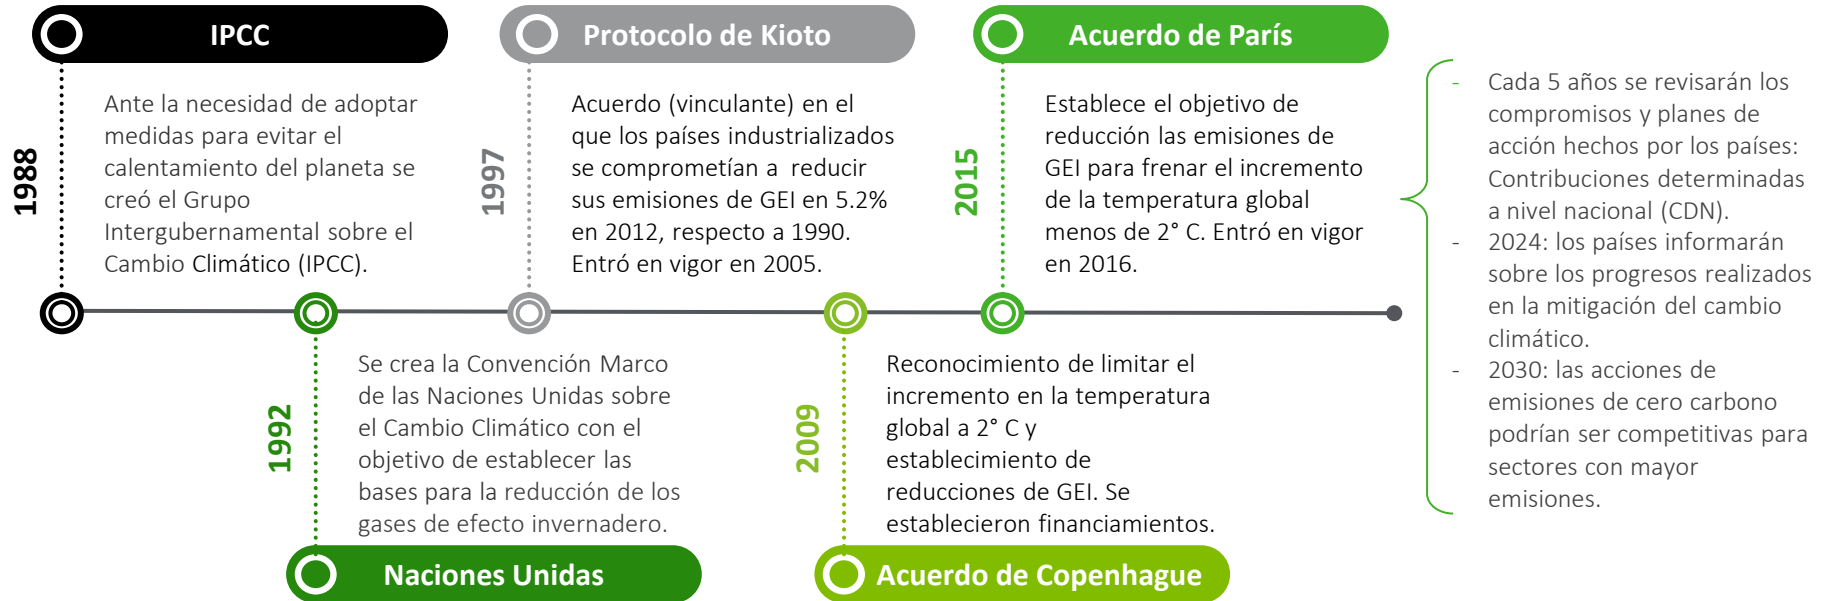 IPCC
1988
Ante la necesidad de adoptar
medidas para evitar el
calentamiento del planeta se
creó el Grupo
Intergubernamental sobre el
Cambio Climático (IPCC).
1992
Se crea la Convención Marco
de las Naciones Unidas sobre
el Cambio Climático con el
objetivo de establecer las
bases para la reducción de los
gases de efecto invernadero.
Naciones Unidas
Protocolo de Kioto
1997
Acuerdo (vinculante) en el
que los países industrializados
se comprometían a reducir
sus emisiones de GEI en 5.2%
en 2012, respecto a 1990.
Entró en vigor en 2005.
2009
Reconocimiento de limitar el
incremento en la temperatura
global a 2° C y
establecimiento de
reducciones de GEI. Se
establecieron financiamientos.
Acuerdo de Copenhague
Acuerdo de París
2015
Establece el objetivo de
reducción las emisiones de
GEI para frenar el incremento
de la temperatura global
menos de 2° C. Entró en vigor
en 2016.
- Cada 5 años se revisarán los
compromisos y planes de
acción hechos por los países:
Contribuciones determinadas
a nivel nacional (CDN).
- 2024: los países informarán
sobre los progresos realizados
en la mitigación del cambio
climático.
- 2030: las acciones de
emisiones de cero carbono
podrían ser competitivas para
sectores con mayor
emisiones.